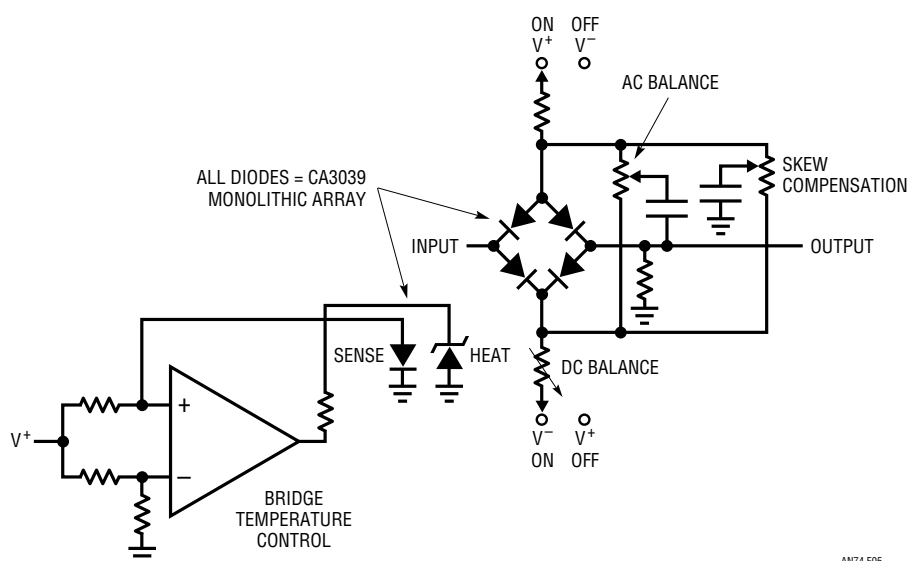 ON OFF
V+ V−
AC BALANCE
SKEW
COMPENSATION
ALL DIODES = CA3039
MONOLITHIC ARRAY
INPUT
OUTPUT
SENSE
HEAT
DC BALANCE
+
V+
−
V− V+
ON OFF
BRIDGE
TEMPERATURE
CONTROL